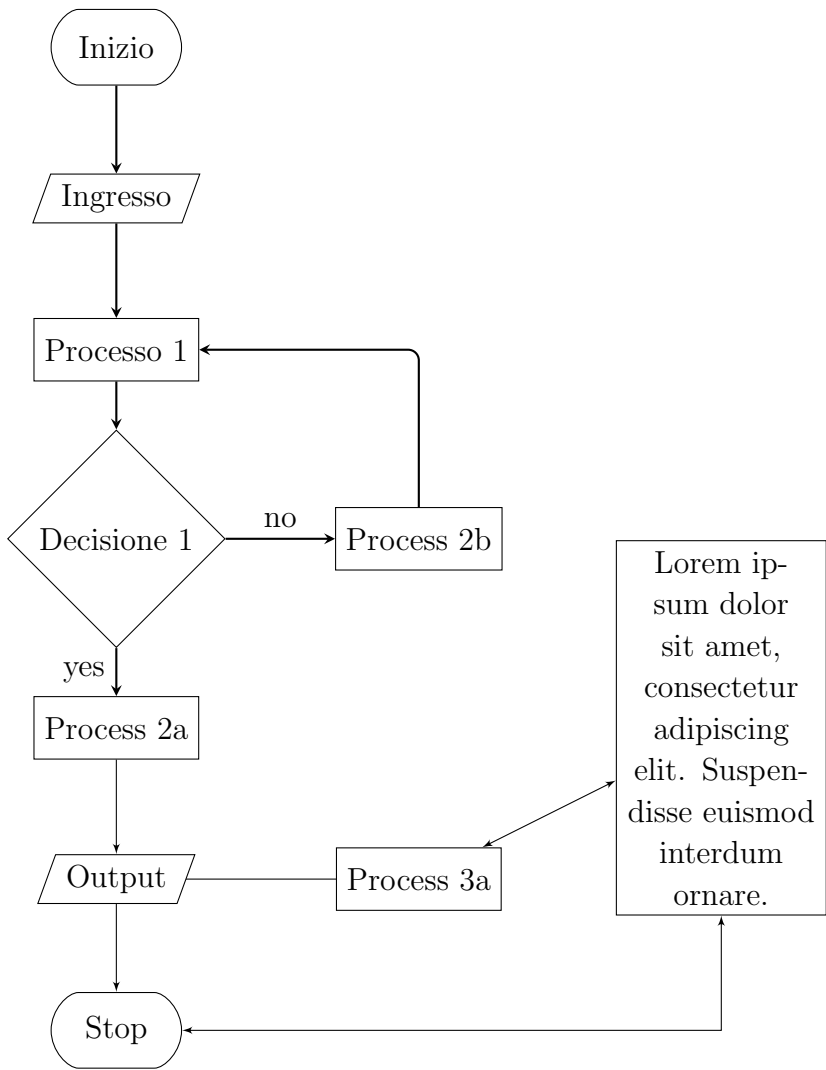 Inizio
Ingresso
Processo 1
Decisione 1
no
Process 2b
yes
Process 2a
Output
Process 3a
Lorem ip-
sum dolor
sit amet,
consectetur
adipiscing
elit. Suspen-
disse euismod
interdum
ornare.
Stop